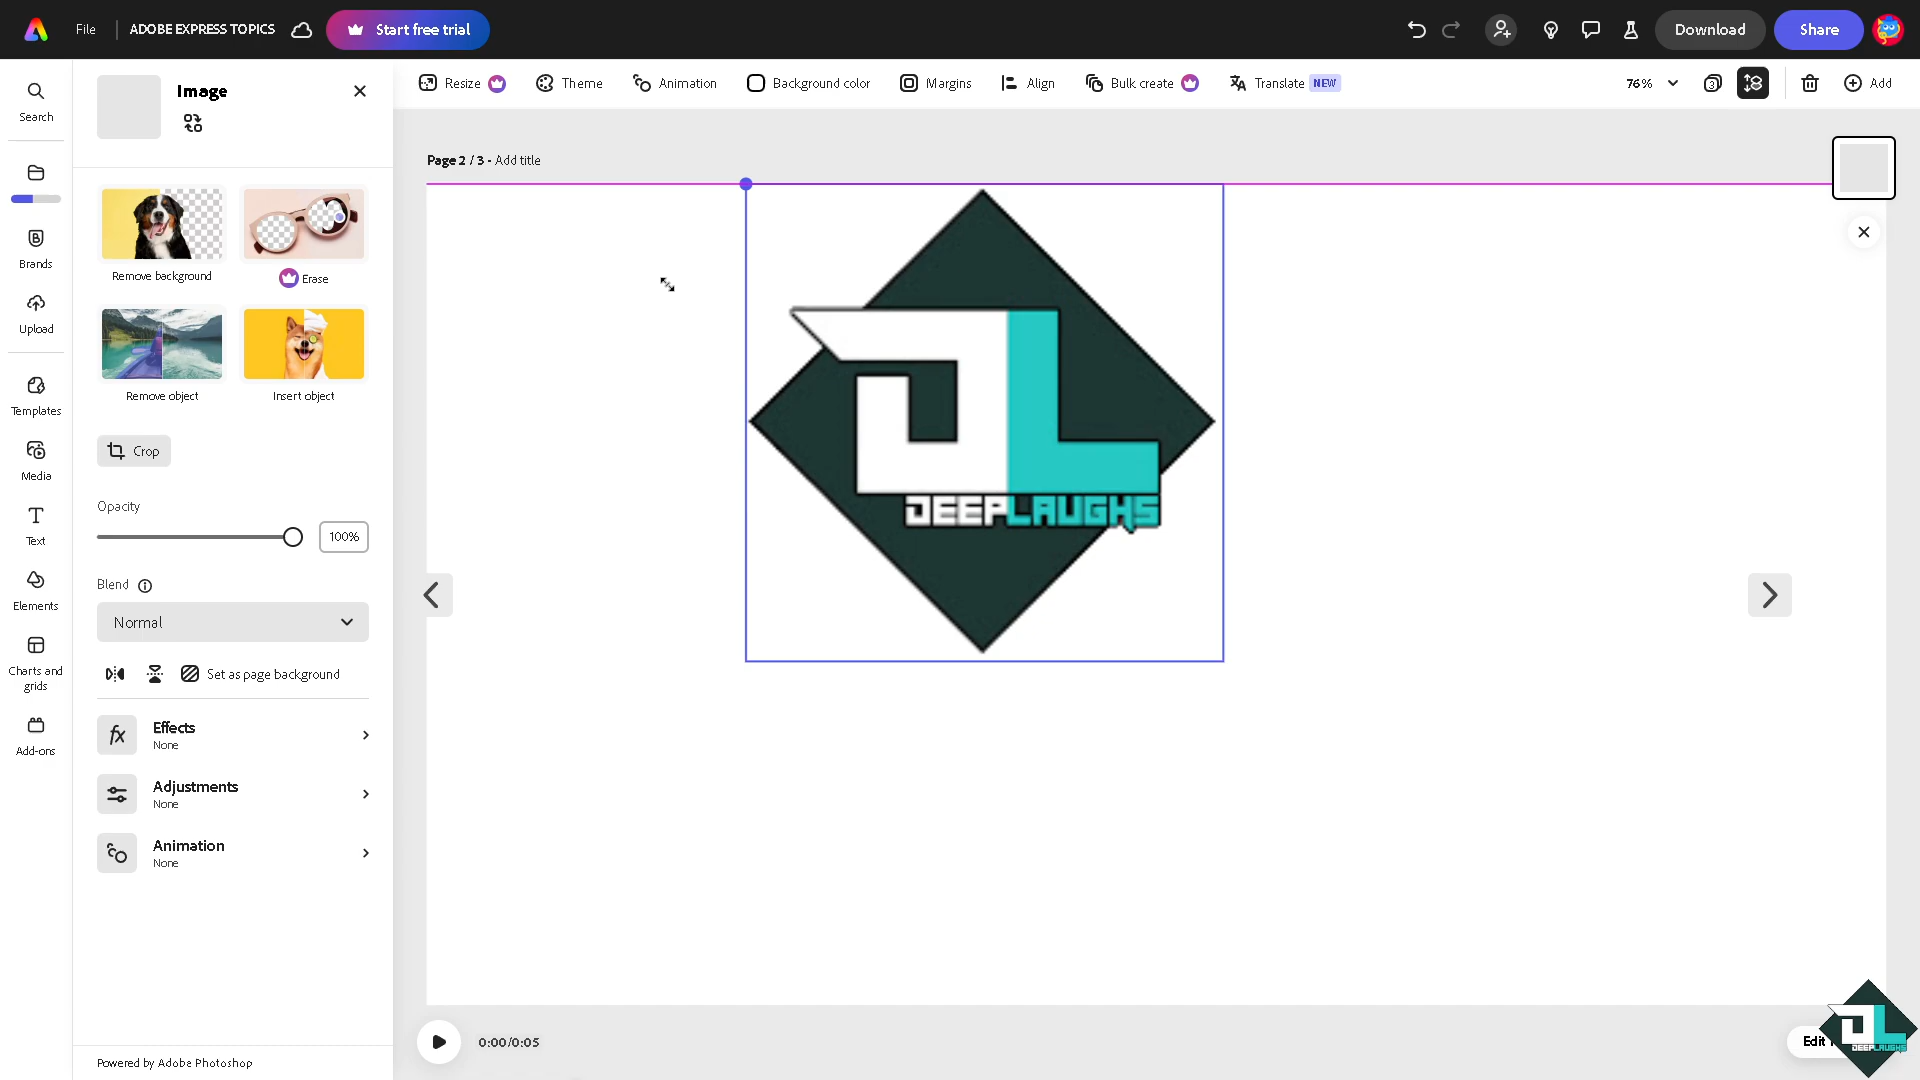 File
ADOBE EXPRESS TOPICS
Start free trial
Download
Share
Search
Brands
Upload
Templates
Media
Text
Elements
Charts and grids
Add-ons
Image
Remove background
Erase
Remove object
Insert object
Crop
Opacity
100%
Blend
Normal
Set as page background
Effects
None
Adjustments
None
Animation
None
Powered by Adobe Photoshop
Resize
Theme
Animation
Background color
Margins
Align
Bulk create
Translate NEW
76%
3
Add
Page 2 / 3 - Add title
DEEPLAUGHS
0:00/0:05
Edit
DEEPLAUGHS